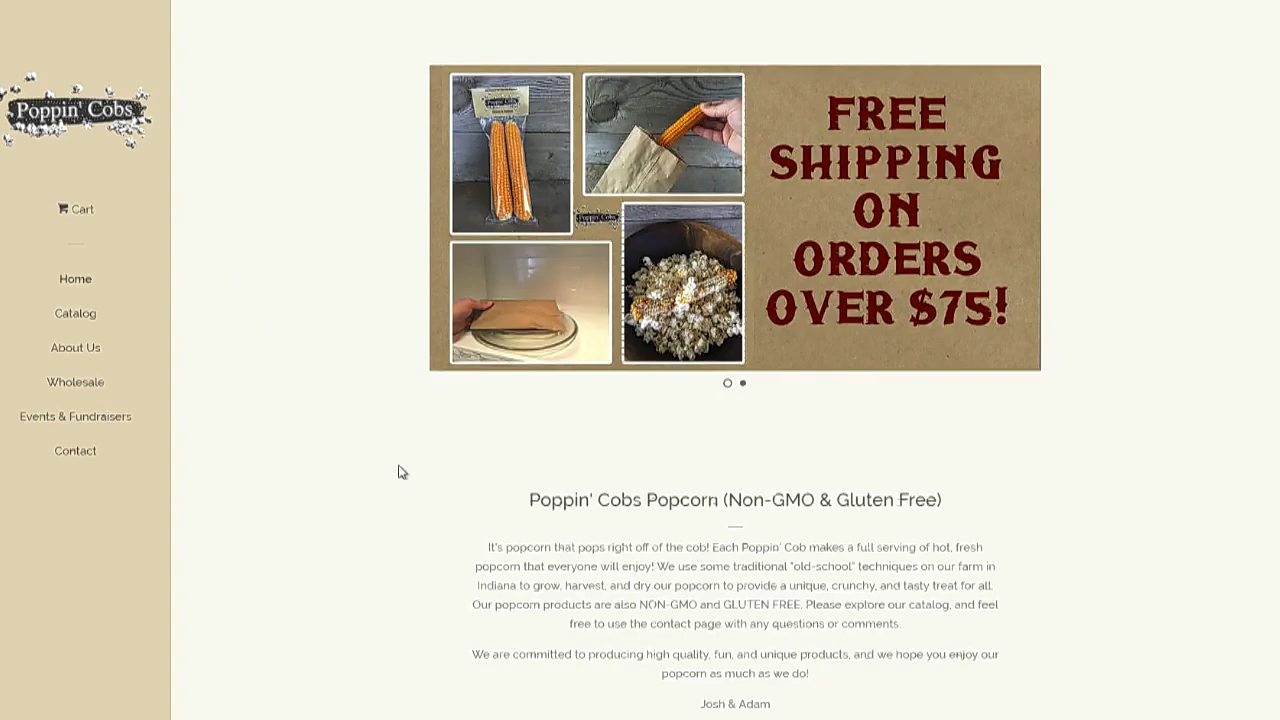 Poppin' Cobs
Cart
Home
Catalog
About Us
Wholesale
Events & Fundraisers
Contact
Poppin' Cobs
Poppin' Cobs
FREE
SHIPPING
ON
ORDERS
OVER $75!
Poppin' Cobs Popcorn (Non-GMO & Gluten Free)
It's popcorn that pops right off of the cob! Each Poppin' Cob makes a full serving of hot, fresh
popcorn that everyone will enjoy! We use some traditional "old-school" techniques on our farm in
Indiana to grow, harvest, and dry our popcorn to provide a unique, crunchy, and tasty treat for all.
Our popcorn products are also NON-GMO and GLUTEN FREE. Please explore our catalog, and feel
free to use the contact page with any questions or comments.
We are committed to producing high quality, fun, and unique products, and we hope you enjoy our
popcorn as much as we do!
Josh & Adam